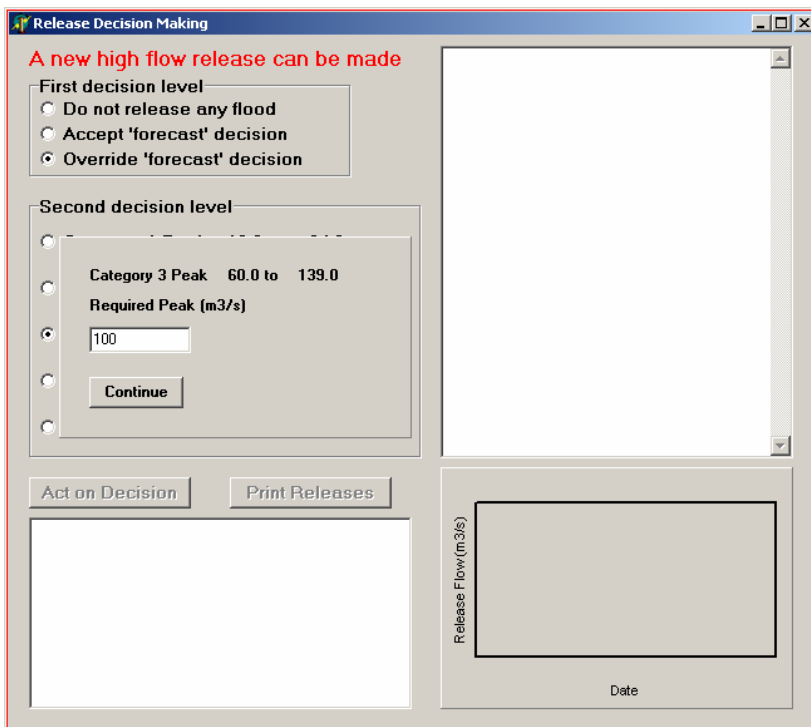 Release Decision Making
A new high flow release can be made
First decision level
Do not release any flood
Accept 'forecast' decision
Override 'forecast' decision
Second decision level
Category 3 Peak 60.0 to 139.0
Required Peak (m3/s)
100
Continue
Act on Decision Print Releases
Release Flow (m3/s)
Date